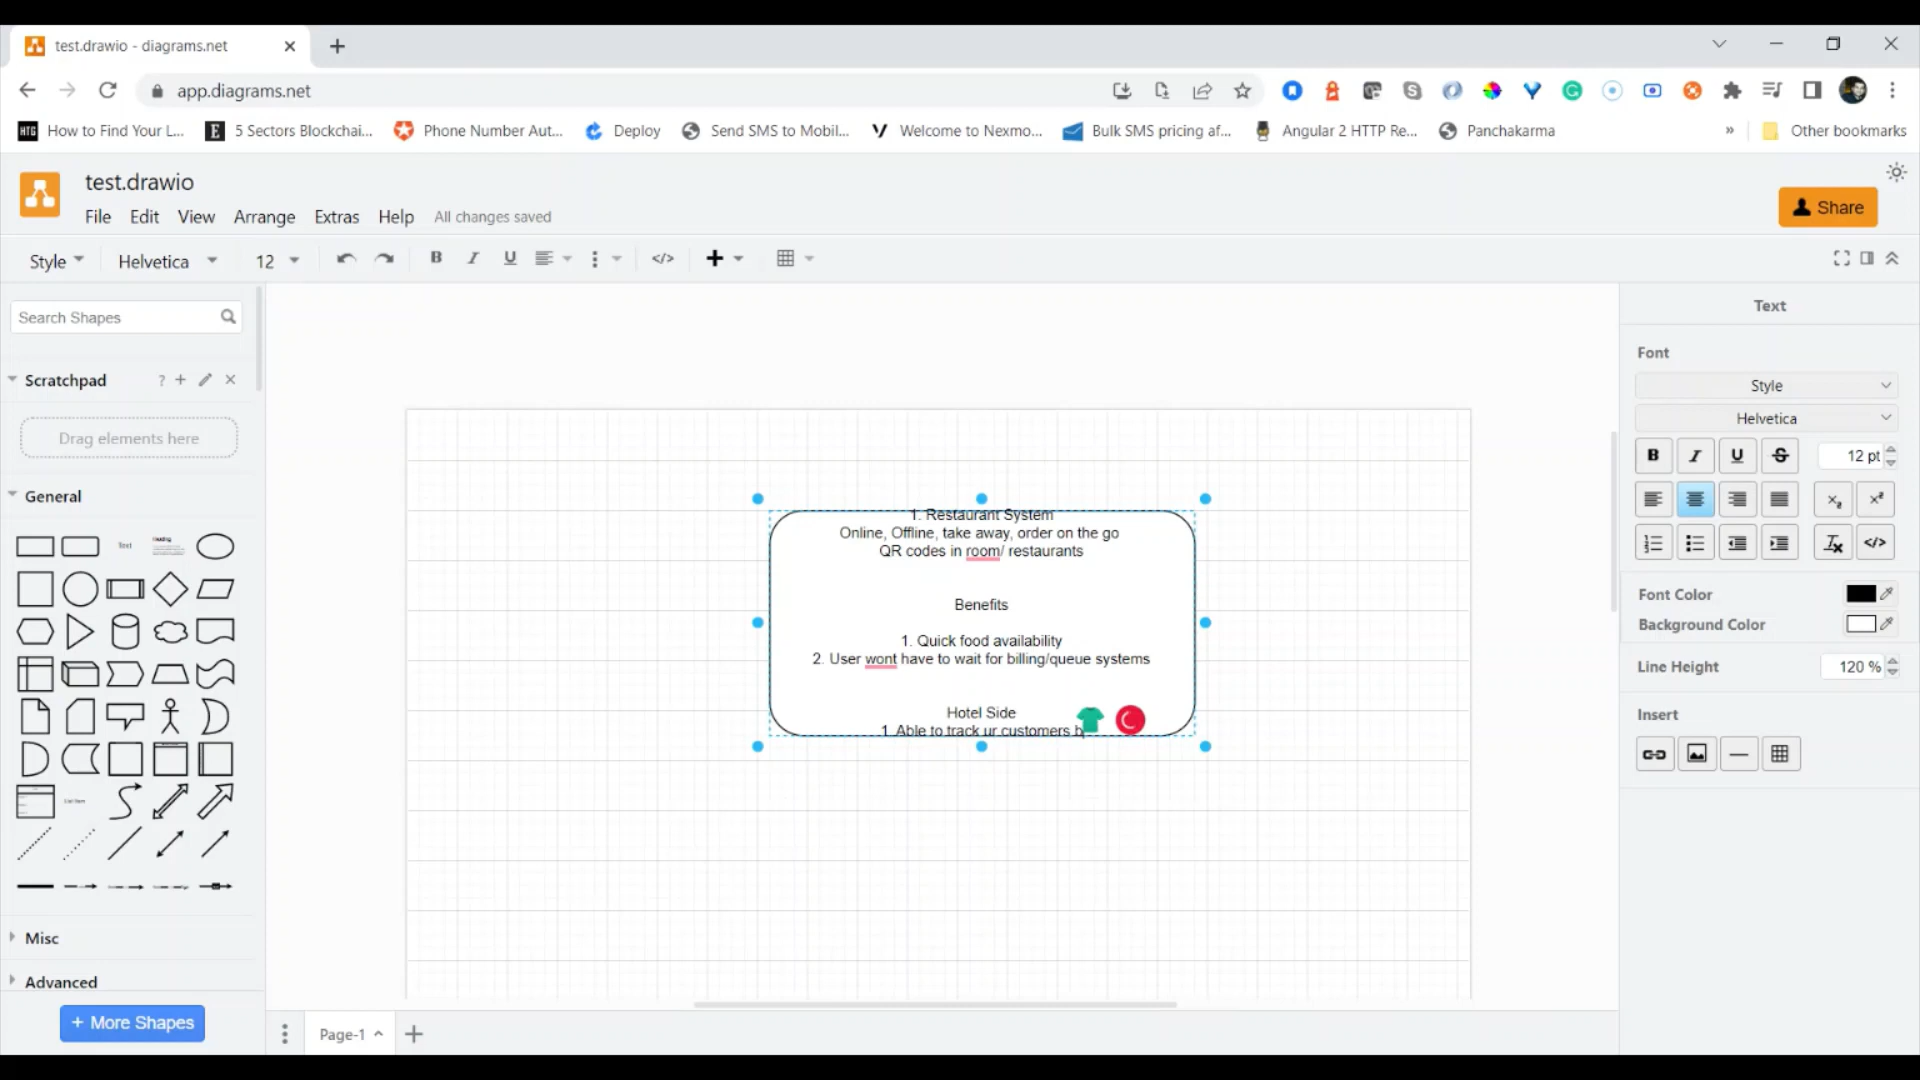 test.drawio - diagrams.net
app.diagrams.net
HTG How to Find Your L...
E 5 Sectors Blockchai...
Phone Number Aut...
Deploy
Send SMS to Mobil...
Welcome to Nexmo...
Bulk SMS pricing af...
Angular 2 HTTP Re...
Panchakarma
»
Other bookmarks
test.drawio
File Edit View Arrange Extras Help All changes saved
Share
Style Helvetica 12 B I U
Search Shapes
Scratchpad ?
Drag elements here
General
Text
Heading
List Item
Misc
Advanced
+ More Shapes
1. Restaurant System
Online, Offline, take away, order on the go
QR codes in room/ restaurants
Benefits
1. Quick food availability
2. User wont have to wait for billing/queue systems
Hotel Side
1. Able to track ur customers b
Page-1
Text
Font
Style
Helvetica
B I U S 12 pt
Font Color
Background Color
Line Height 120 %
Insert